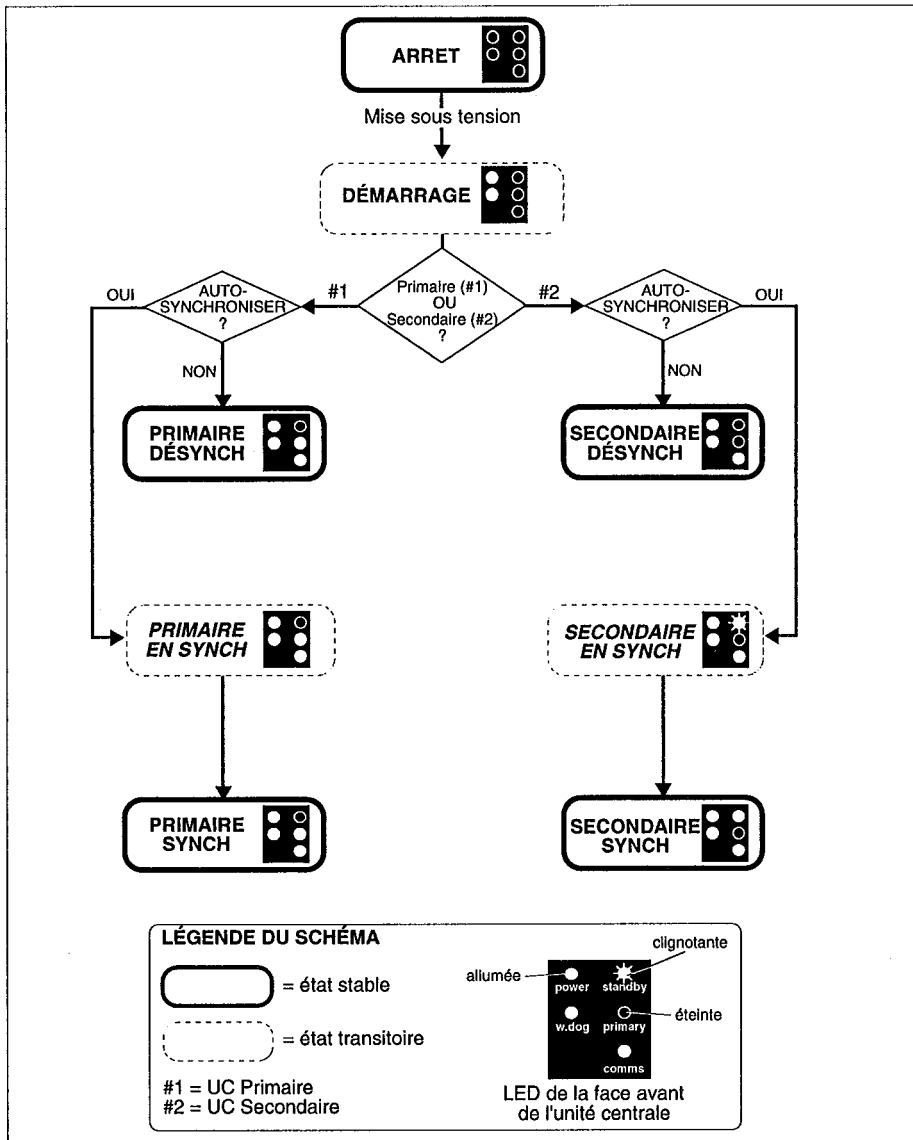 ARRET
Mise sous tension
DÉMARRAGE
OUI
AUTO-
SYNCHRONISER
?
#1
Primaire (#1)
OU
Secondaire (#2)
?
#2
AUTO-
SYNCHRONISER
?
OUI
NON
NON
PRIMAIRE
DÉSYNCH
SECONDAIRE
DÉSYNCH
PRIMAIRE
EN SYNCH
SECONDAIRE
EN SYNCH
PRIMAIRE
SYNCH
SECONDAIRE
SYNCH
LÉGENDE DU SCHÉMA
= état stable
= état transitoire
#1 = UC Primaire
#2 = UC Secondaire
clignotante
allumée
power standby
w.dog primary
éteinte
comms
LED de la face avant
de l'unité centrale